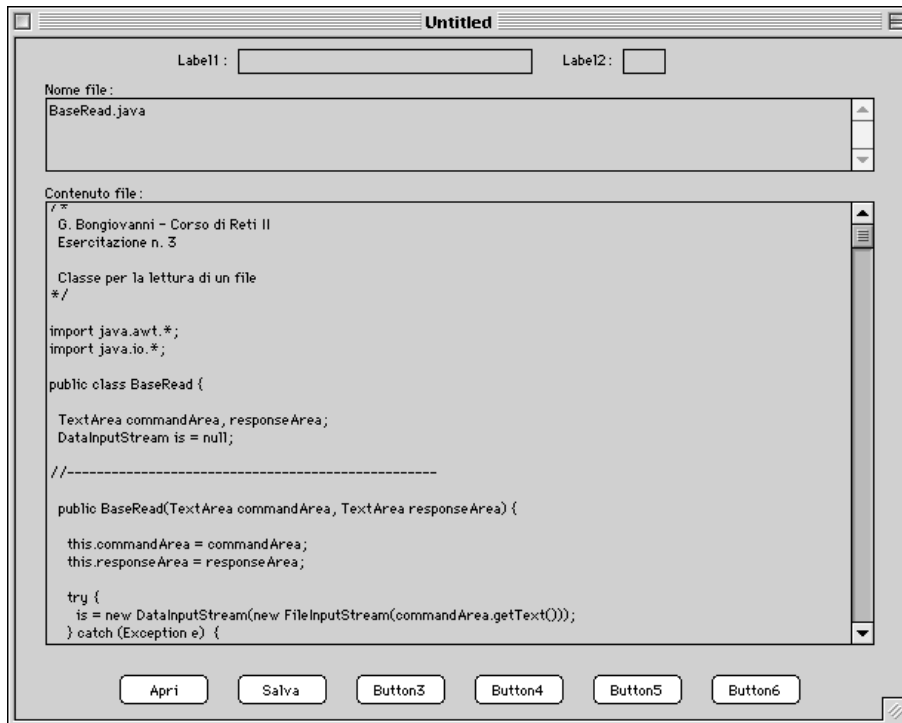 Untitled
Label1: Label2:
Nome file:
BaseRead.java
Contenuto file:
/*
G. Bongiovanni - Corso di Reti II
Esercitazione n. 3
Classe per la lettura di un file
*/
import java.awt.*;
import java.io.*;
public class BaseRead {
TextArea commandArea, responseArea;
DataInputStream is = null;
//--------------------------------------------------
public BaseRead(TextArea commandArea, TextArea responseArea) {
this.commandArea = commandArea;
this.responseArea = responseArea;
try {
is = new DataInputStream(new FileInputStream(commandArea.getText()));
} catch (Exception e) {
Apri Salva Button3 Button4 Button5 Button6